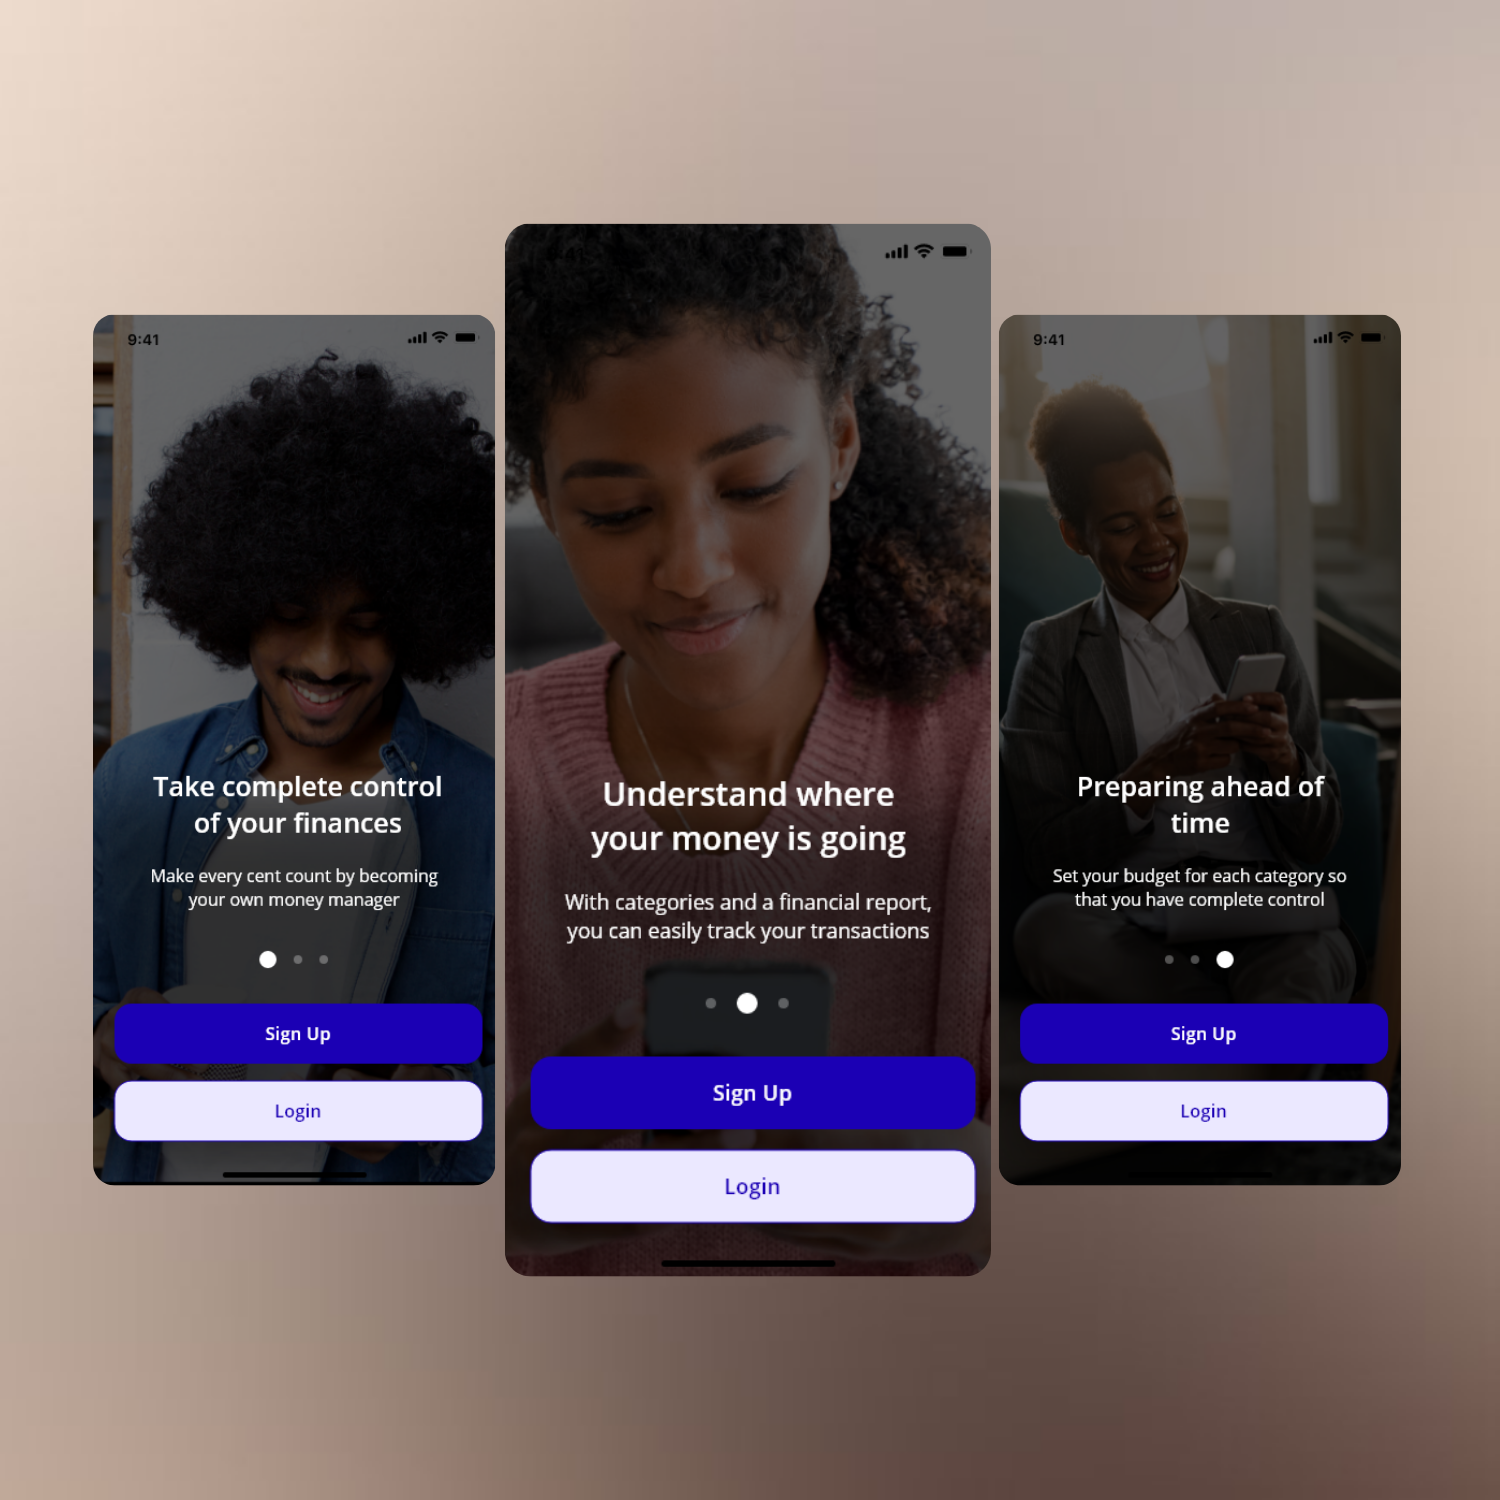 9:41
Take complete control
of your finances
Make every cent count by becoming
your own money manager
Sign Up
Login
9:41
Understand where
your money is going
With categories and a financial report,
you can easily track your transactions
Sign Up
Login
9:41
Preparing ahead of
time
Set your budget for each category so
that you have complete control
Sign Up
Login